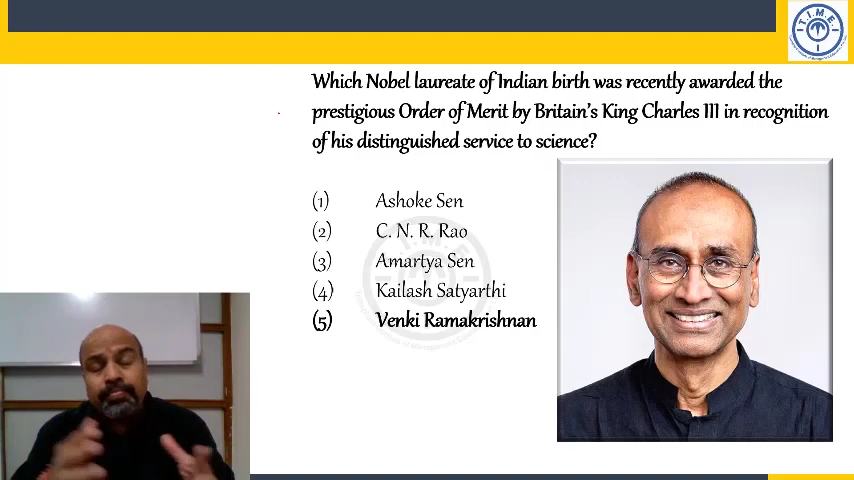 T.I.M.E.
Which Nobel laureate of Indian birth was recently awarded the
prestigious Order of Merit by Britain's King Charles III in recognition
of his distinguished service to science?
(1) Ashoke Sen
(2) C. N. R. Rao
(3) Amartya Sen
(4) Kailash Satyarthi
(5) Venki Ramakrishnan
T.I.M.E.